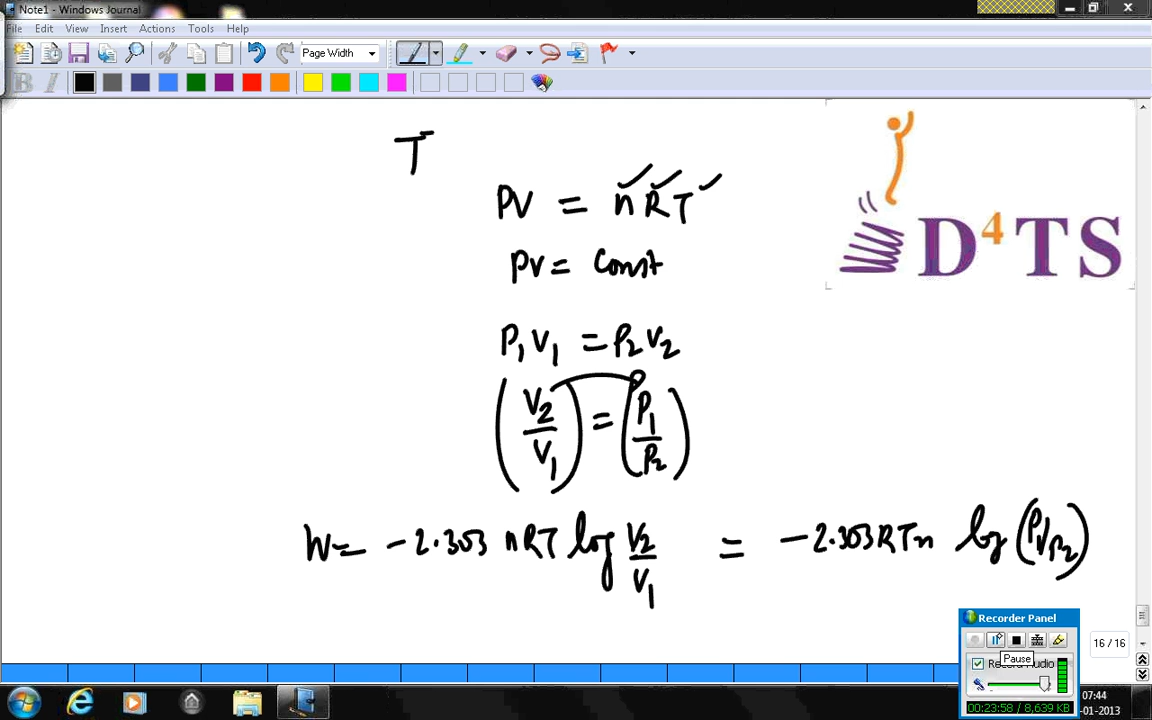 Note1 - Windows Journal
File Edit View Insert Actions Tools Help
Page Width
B I
T
PV = nRT
PV = Const
P₁V₁ = P₂V₂
(V₂/V₁) = (P₁/P₂)
W = -2.303 nRT log V₂/V₁ = -2.303RTn log (P₁/P₂)
D⁴TS
Recorder Panel
Pause
Record Audio
00:23:58 / 8,639 KB
16 / 16
07:44
-01-2013